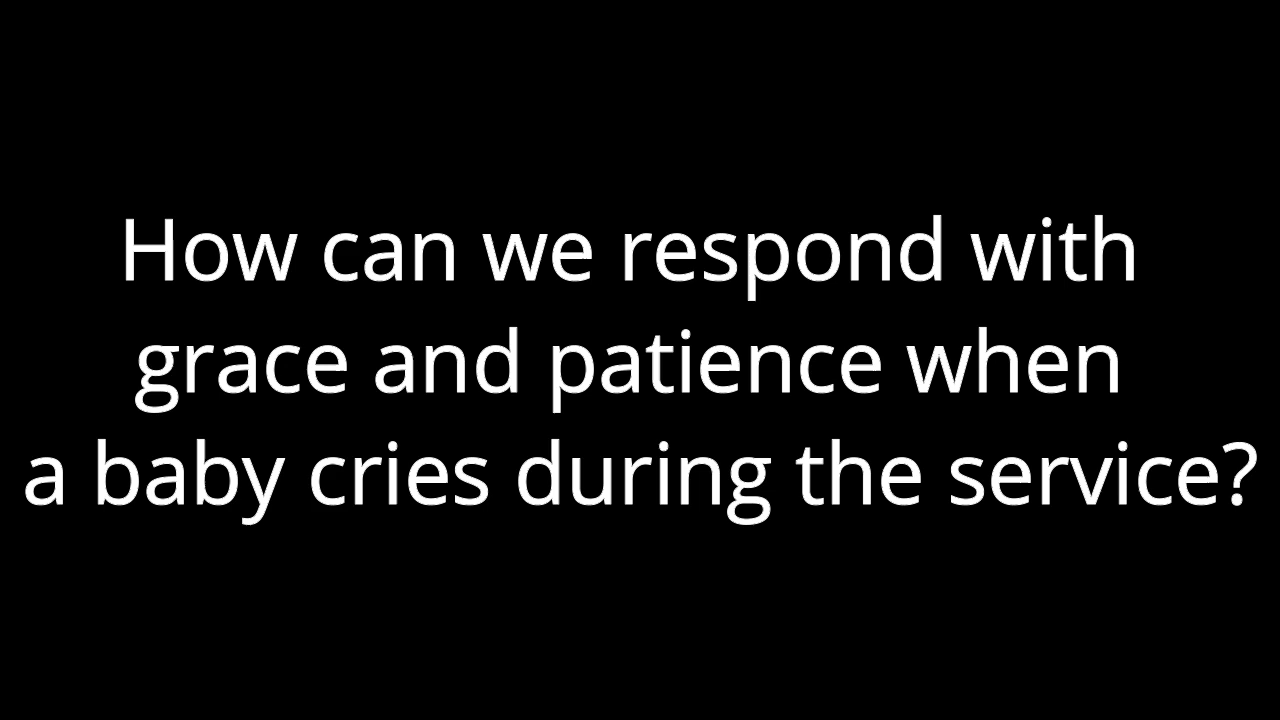 How can we respond with
grace and patience when
a baby cries during the service?